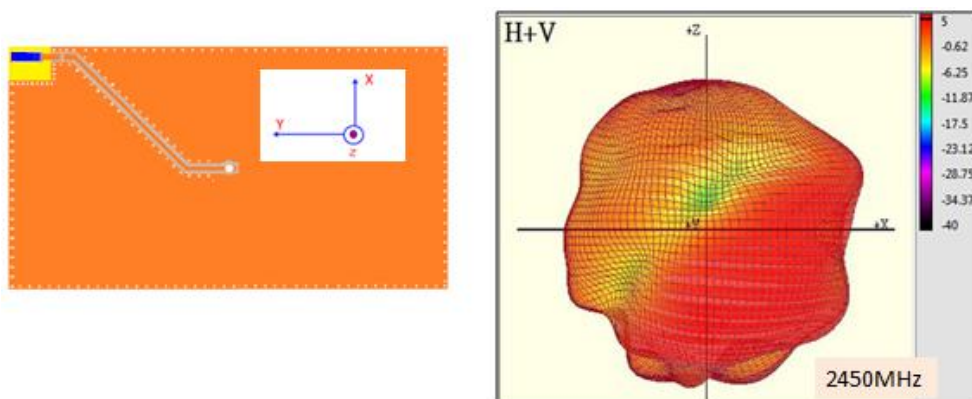 X
Y
Z
H+V
+Z
+Y
+X
5
-0.62
-6.25
-11.87
-17.5
-23.12
-28.75
-34.37
-40
2450MHz